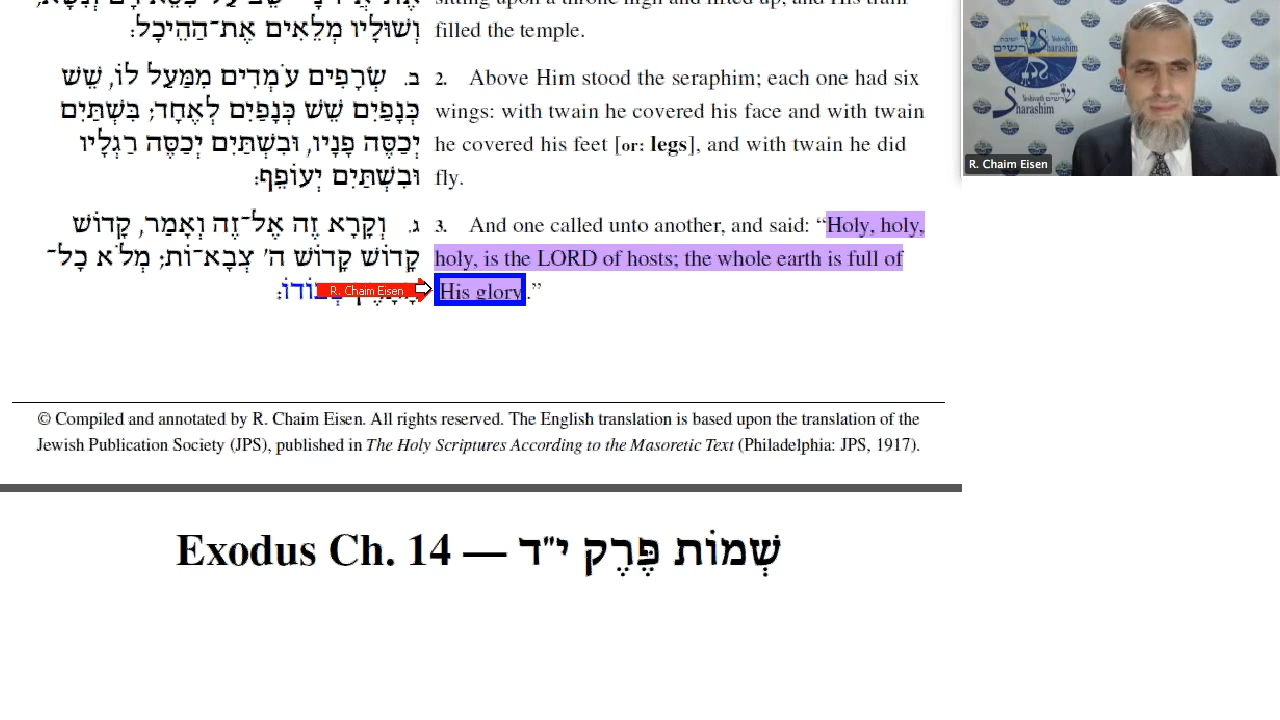 וְשׁוּלָיו מְלֵאִים אֶת־הַהֵיכָל:
filled the temple.
ב. שְׂרָפִים עֹמְדִים מִמַּעַל לוֹ, שֵׁשׁ
כְּנָפַיִם שֵׁשׁ כְּנָפַיִם לְאֶחָד; בִּשְׁתַּיִם
יְכַסֶּה פָנָיו, וּבִשְׁתַּיִם יְכַסֶּה רַגְלָיו
וּבִשְׁתַּיִם יְעוֹפֵף:
2. Above Him stood the seraphim; each one had six
wings: with twain he covered his face and with twain
he covered his feet [or: legs], and with twain he did
fly.
ג. וְקָרָא זֶה אֶל־זֶה וְאָמַר, קָדוֹשׁ
קָדוֹשׁ קָדוֹשׁ ה' צְבָא־וֹת; מְלֹא כָל־
3. And one called unto another, and said: “Holy, holy,
holy, is the LORD of hosts; the whole earth is full of
His glory.”
R. Chaim Eisen
© Compiled and annotated by R. Chaim Eisen. All rights reserved. The English translation is based upon the translation of the
Jewish Publication Society (JPS), published in The Holy Scriptures According to the Masoretic Text (Philadelphia: JPS, 1917).
Exodus Ch. 14 — שְׁמוֹת פֶּרֶק י"ד
Sharashim
Yeshivath
Sharashim
R. Chaim Eisen